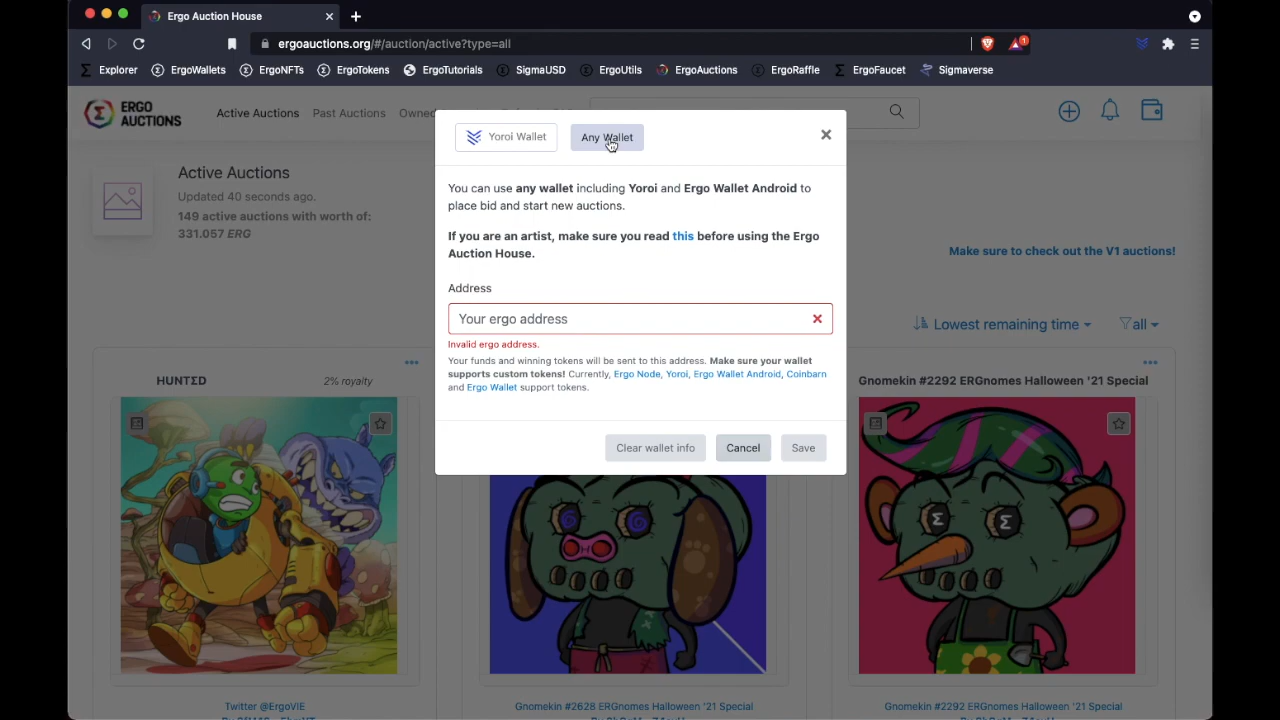 Ergo Auction House
ergoauctions.org/#/auction/active?type=all
1
Explorer ErgoWallets ErgoNFTs ErgoTokens ErgoTutorials SigmaUSD ErgoUtils ErgoAuctions ErgoRaffle ErgoFaucet Sigmaverse
ERGO
AUCTIONS
Active Auctions Past Auctions Owned
Yoroi Wallet Any Wallet
Active Auctions
Updated 40 seconds ago.
149 active auctions with worth of:
331.057 ERG
You can use any wallet including Yoroi and Ergo Wallet Android to
place bid and start new auctions.
If you are an artist, make sure you read this before using the Ergo
Auction House.
Make sure to check out the V1 auctions!
Address
Your ergo address
Invalid ergo address.
Your funds and winning tokens will be sent to this address. Make sure your wallet
supports custom tokens! Currently, Ergo Node, Yoroi, Ergo Wallet Android, Coinbarn
and Ergo Wallet support tokens.
Lowest remaining time all
Clear wallet info Cancel Save
HUNTΣD 2% royalty
Gnomekin #2292 ERGnomes Halloween '21 Special
Twitter @ErgoVIE
Gnomekin #2628 ERGnomes Halloween '21 Special
Gnomekin #2292 ERGnomes Halloween '21 Special